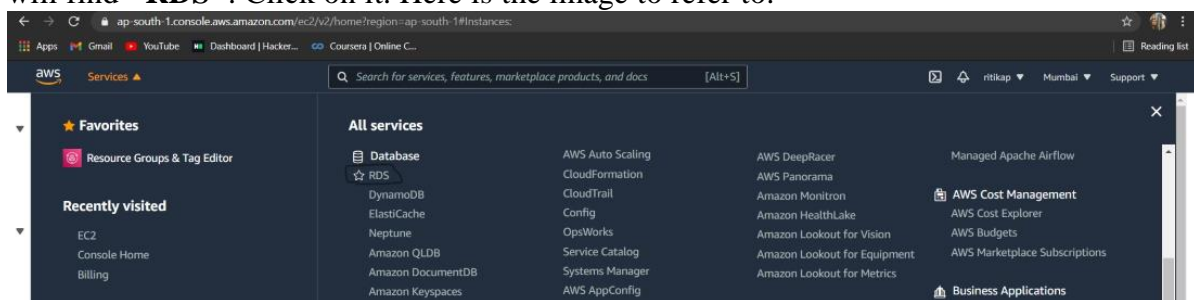 will find "RDS". Click on it. Here is the image to refer to.
ap-south-1.console.aws.amazon.com/ec2/v2/home?region=ap-south-1#Instances:
Apps Gmail YouTube Dashboard | Hacker... Coursera | Online C... Reading list
aws Services Search for services, features, marketplace products, and docs [Alt+S] ritikap Mumbai Support
Favorites
Resource Groups & Tag Editor
Recently visited
EC2
Console Home
Billing
All services
Database
RDS
DynamoDB
ElastiCache
Neptune
Amazon QLDB
Amazon DocumentDB
Amazon Keyspaces
AWS Auto Scaling
CloudFormation
CloudTrail
Config
OpsWorks
Service Catalog
Systems Manager
AWS AppConfig
AWS DeepRacer
AWS Panorama
Amazon Monitron
Amazon HealthLake
Amazon Lookout for Vision
Amazon Lookout for Equipment
Amazon Lookout for Metrics
Managed Apache Airflow
AWS Cost Management
AWS Cost Explorer
AWS Budgets
AWS Marketplace Subscriptions
Business Applications